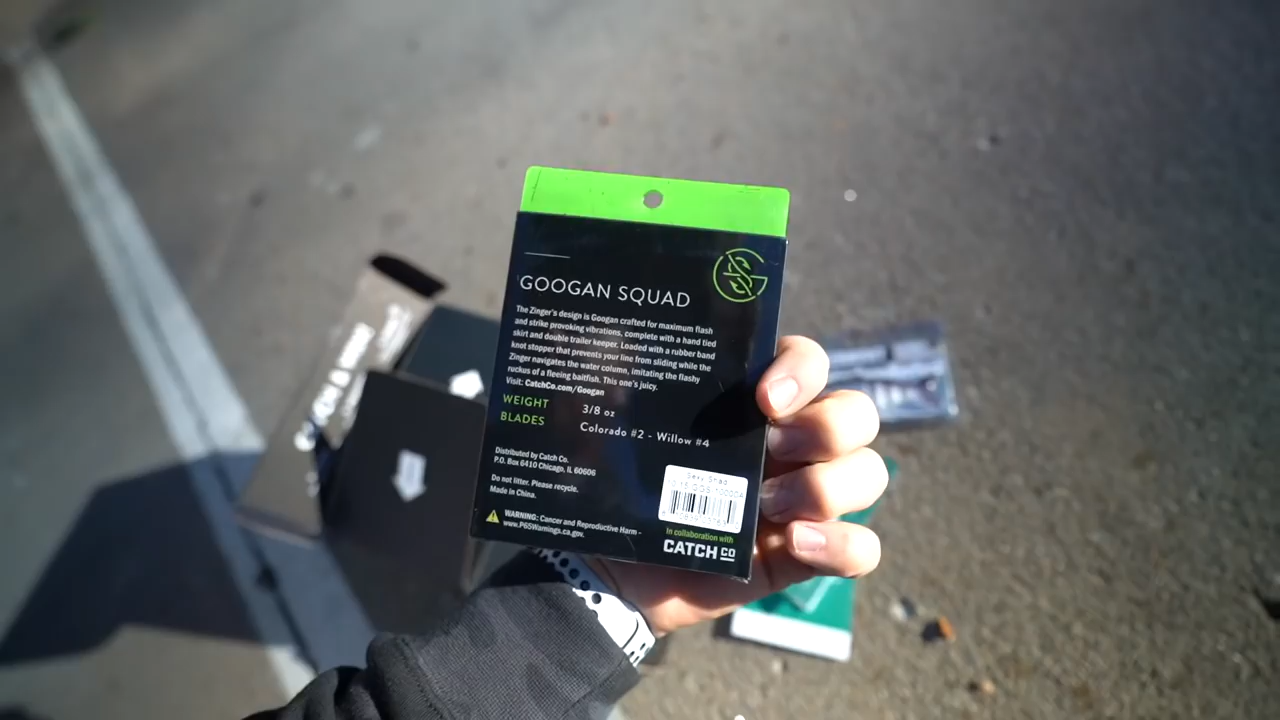 GOOGAN SQUAD
The Zinger's design is Googan crafted for maximum flash
and strike provoking vibrations, complete with a hand tied
skirt and double trailer keeper. Loaded with a rubber band
knot stopper that prevents your line from sliding while the
Zinger navigates the water column, imitating the flashy
ruckus of a fleeing baitfish. This one's juicy.
Visit: CatchCo.com/Googan
WEIGHT 3/8 oz
BLADES Colorado #2 - Willow #4
Distributed by Catch Co.
P.O. Box 6410 Chicago, IL 60606
Do not litter. Please recycle.
Made in China.
WARNING: Cancer and Reproductive Harm -
www.P65Warnings.ca.gov.
Sexy Shad
In collaboration with
CATCH CO